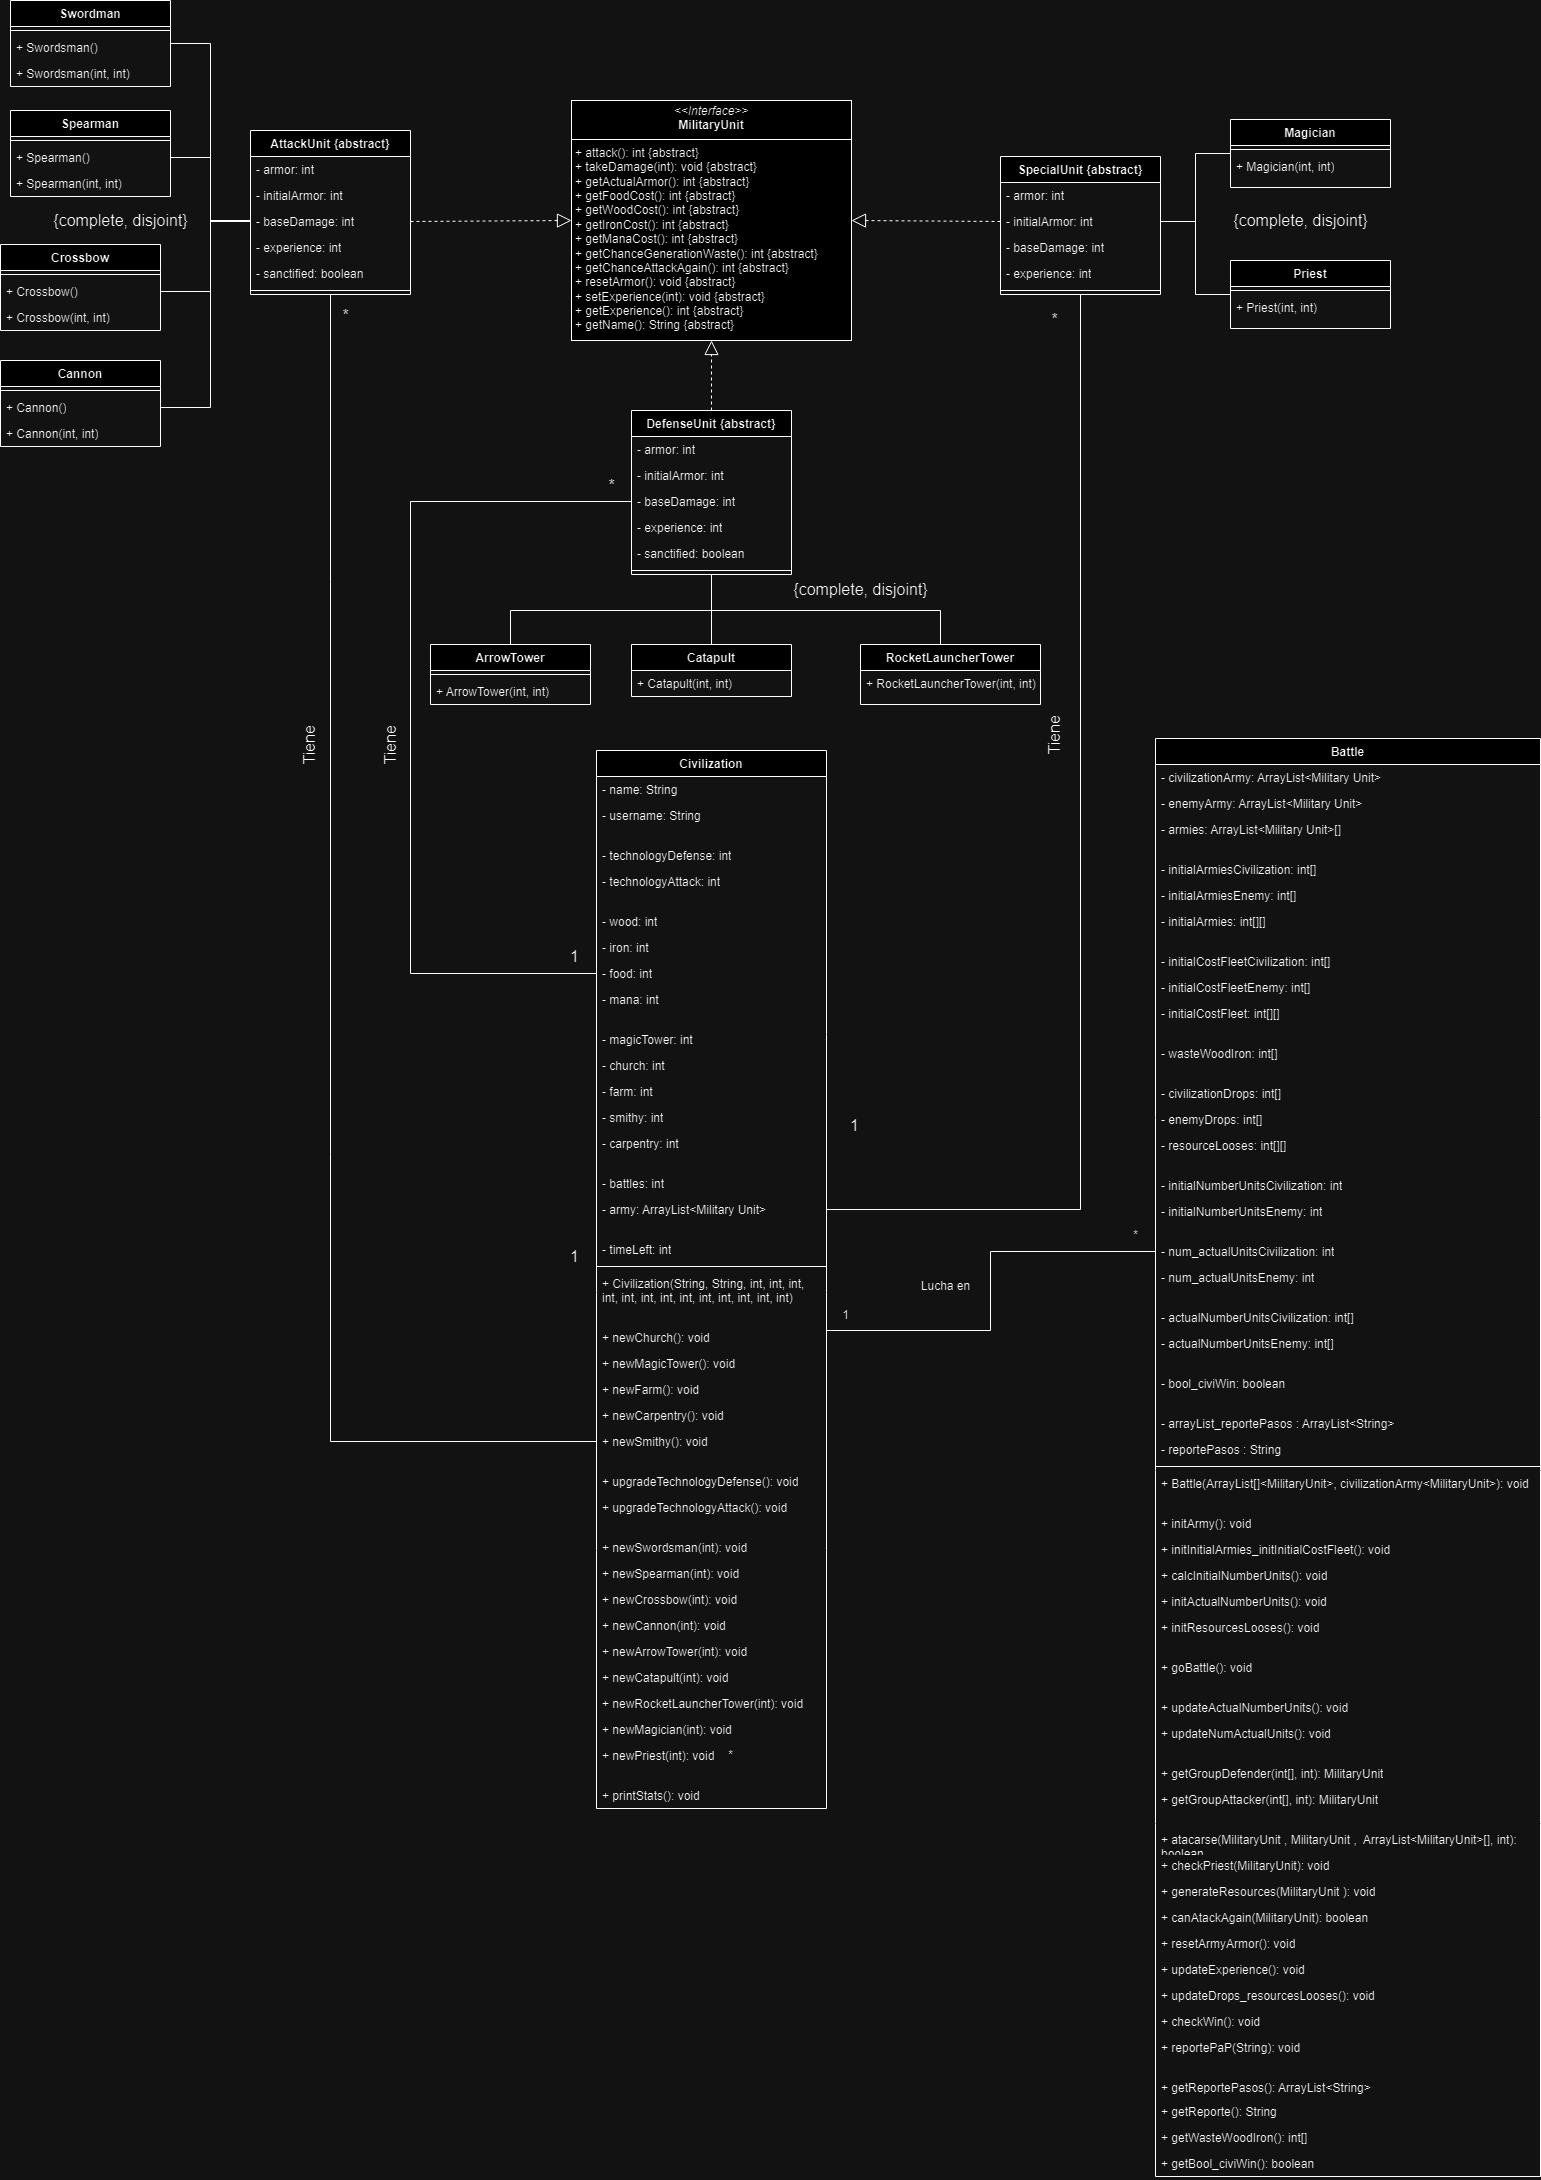 Swordman
+ Swordsman()
+ Swordsman(int, int)
Spearman
+ Spearman()
+ Spearman(int, int)
{complete, disjoint}
Crossbow
+ Crossbow()
+ Crossbow(int, int)
Cannon
+ Cannon()
+ Cannon(int, int)
AttackUnit {abstract}
- armor: int
- initialArmor: int
- baseDamage: int
- experience: int
- sanctified: boolean
*
<<Interface>>
MilitaryUnit
+ attack(): int {abstract}
+ takeDamage(int): void {abstract}
+ getActualArmor(): int {abstract}
+ getFoodCost(): int {abstract}
+ getWoodCost(): int {abstract}
+ getIronCost(): int {abstract}
+ getManaCost(): int {abstract}
+ getChanceGenerationWaste(): int {abstract}
+ getChanceAttackAgain(): int {abstract}
+ resetArmor(): void {abstract}
+ setExperience(int): void {abstract}
+ getExperience(): int {abstract}
+ getName(): String {abstract}
SpecialUnit {abstract}
- armor: int
- initialArmor: int
- baseDamage: int
- experience: int
*
Magician
+ Magician(int, int)
{complete, disjoint}
Priest
+ Priest(int, int)
DefenseUnit {abstract}
- armor: int
- initialArmor: int
- baseDamage: int
- experience: int
- sanctified: boolean
*
{complete, disjoint}
ArrowTower
+ ArrowTower(int, int)
Catapult
+ Catapult(int, int)
RocketLauncherTower
+ RocketLauncherTower(int, int)
Tiene
Tiene
Tiene
Civilization
- name: String
- username: String
- technologyDefense: int
- technologyAttack: int
- wood: int
- iron: int
- food: int
- mana: int
- magicTower: int
- church: int
- farm: int
- smithy: int
- carpentry: int
- battles: int
- army: ArrayList<Military Unit>
- timeLeft: int
+ Civilization(String, String, int, int, int,
int, int, int, int, int, int, int, int, int, int)
+ newChurch(): void
+ newMagicTower(): void
+ newFarm(): void
+ newCarpentry(): void
+ newSmithy(): void
+ upgradeTechnologyDefense(): void
+ upgradeTechnologyAttack(): void
+ newSwordsman(int): void
+ newSpearman(int): void
+ newCrossbow(int): void
+ newCannon(int): void
+ newArrowTower(int): void
+ newCatapult(int): void
+ newRocketLauncherTower(int): void
+ newMagician(int): void
+ newPriest(int): void *
+ printStats(): void
1
1
1
1
Lucha en
*
Battle
- civilizationArmy: ArrayList<Military Unit>
- enemyArmy: ArrayList<Military Unit>
- armies: ArrayList<Military Unit>[]
- initialArmiesCivilization: int[]
- initialArmiesEnemy: int[]
- initialArmies: int[][]
- initialCostFleetCivilization: int[]
- initialCostFleetEnemy: int[]
- initialCostFleet: int[][]
- wasteWoodIron: int[]
- civilizationDrops: int[]
- enemyDrops: int[]
- resourceLooses: int[][]
- initialNumberUnitsCivilization: int
- initialNumberUnitsEnemy: int
- num_actualUnitsCivilization: int
- num_actualUnitsEnemy: int
- actualNumberUnitsCivilization: int[]
- actualNumberUnitsEnemy: int[]
- bool_civiWin: boolean
- arrayList_reportePasos : ArrayList<String>
- reportePasos : String
+ Battle(ArrayList[]<MilitaryUnit>, civilizationArmy<MilitaryUnit>): void
+ initArmy(): void
+ initInitialArmies_initInitialCostFleet(): void
+ calcInitialNumberUnits(): void
+ initActualNumberUnits(): void
+ initResourcesLooses(): void
+ goBattle(): void
+ updateActualNumberUnits(): void
+ updateNumActualUnits(): void
+ getGroupDefender(int[], int): MilitaryUnit
+ getGroupAttacker(int[], int): MilitaryUnit
+ atacarse(MilitaryUnit , MilitaryUnit , ArrayList<MilitaryUnit>[], int):
boolean
+ checkPriest(MilitaryUnit): void
+ generateResources(MilitaryUnit ): void
+ canAtackAgain(MilitaryUnit): boolean
+ resetArmyArmor(): void
+ updateExperience(): void
+ updateDrops_resourcesLooses(): void
+ checkWin(): void
+ reportePaP(String): void
+ getReportePasos(): ArrayList<String>
+ getReporte(): String
+ getWasteWoodIron(): int[]
+ getBool_civiWin(): boolean